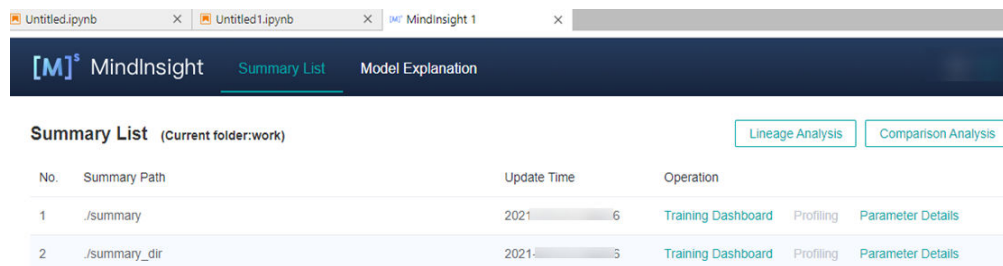 Untitled.ipynb Untitled1.ipynb [M]ˢ MindInsight 1
[M]ˢ MindInsight Summary List Model Explanation
Summary List (Current folder:work) Lineage Analysis Comparison Analysis
No. Summary Path Update Time Operation
1 ./summary 2021 6 Training Dashboard Profiling Parameter Details
2 ./summary_dir 2021- 6 Training Dashboard Profiling Parameter Details